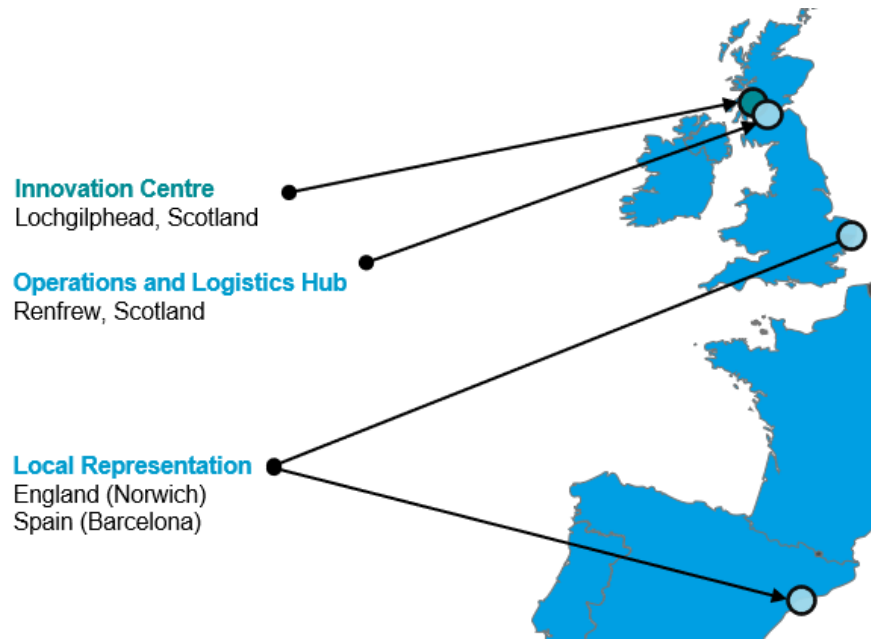 Innovation Centre
Lochgilphead, Scotland
Operations and Logistics Hub
Renfrew, Scotland
Local Representation
England (Norwich)
Spain (Barcelona)